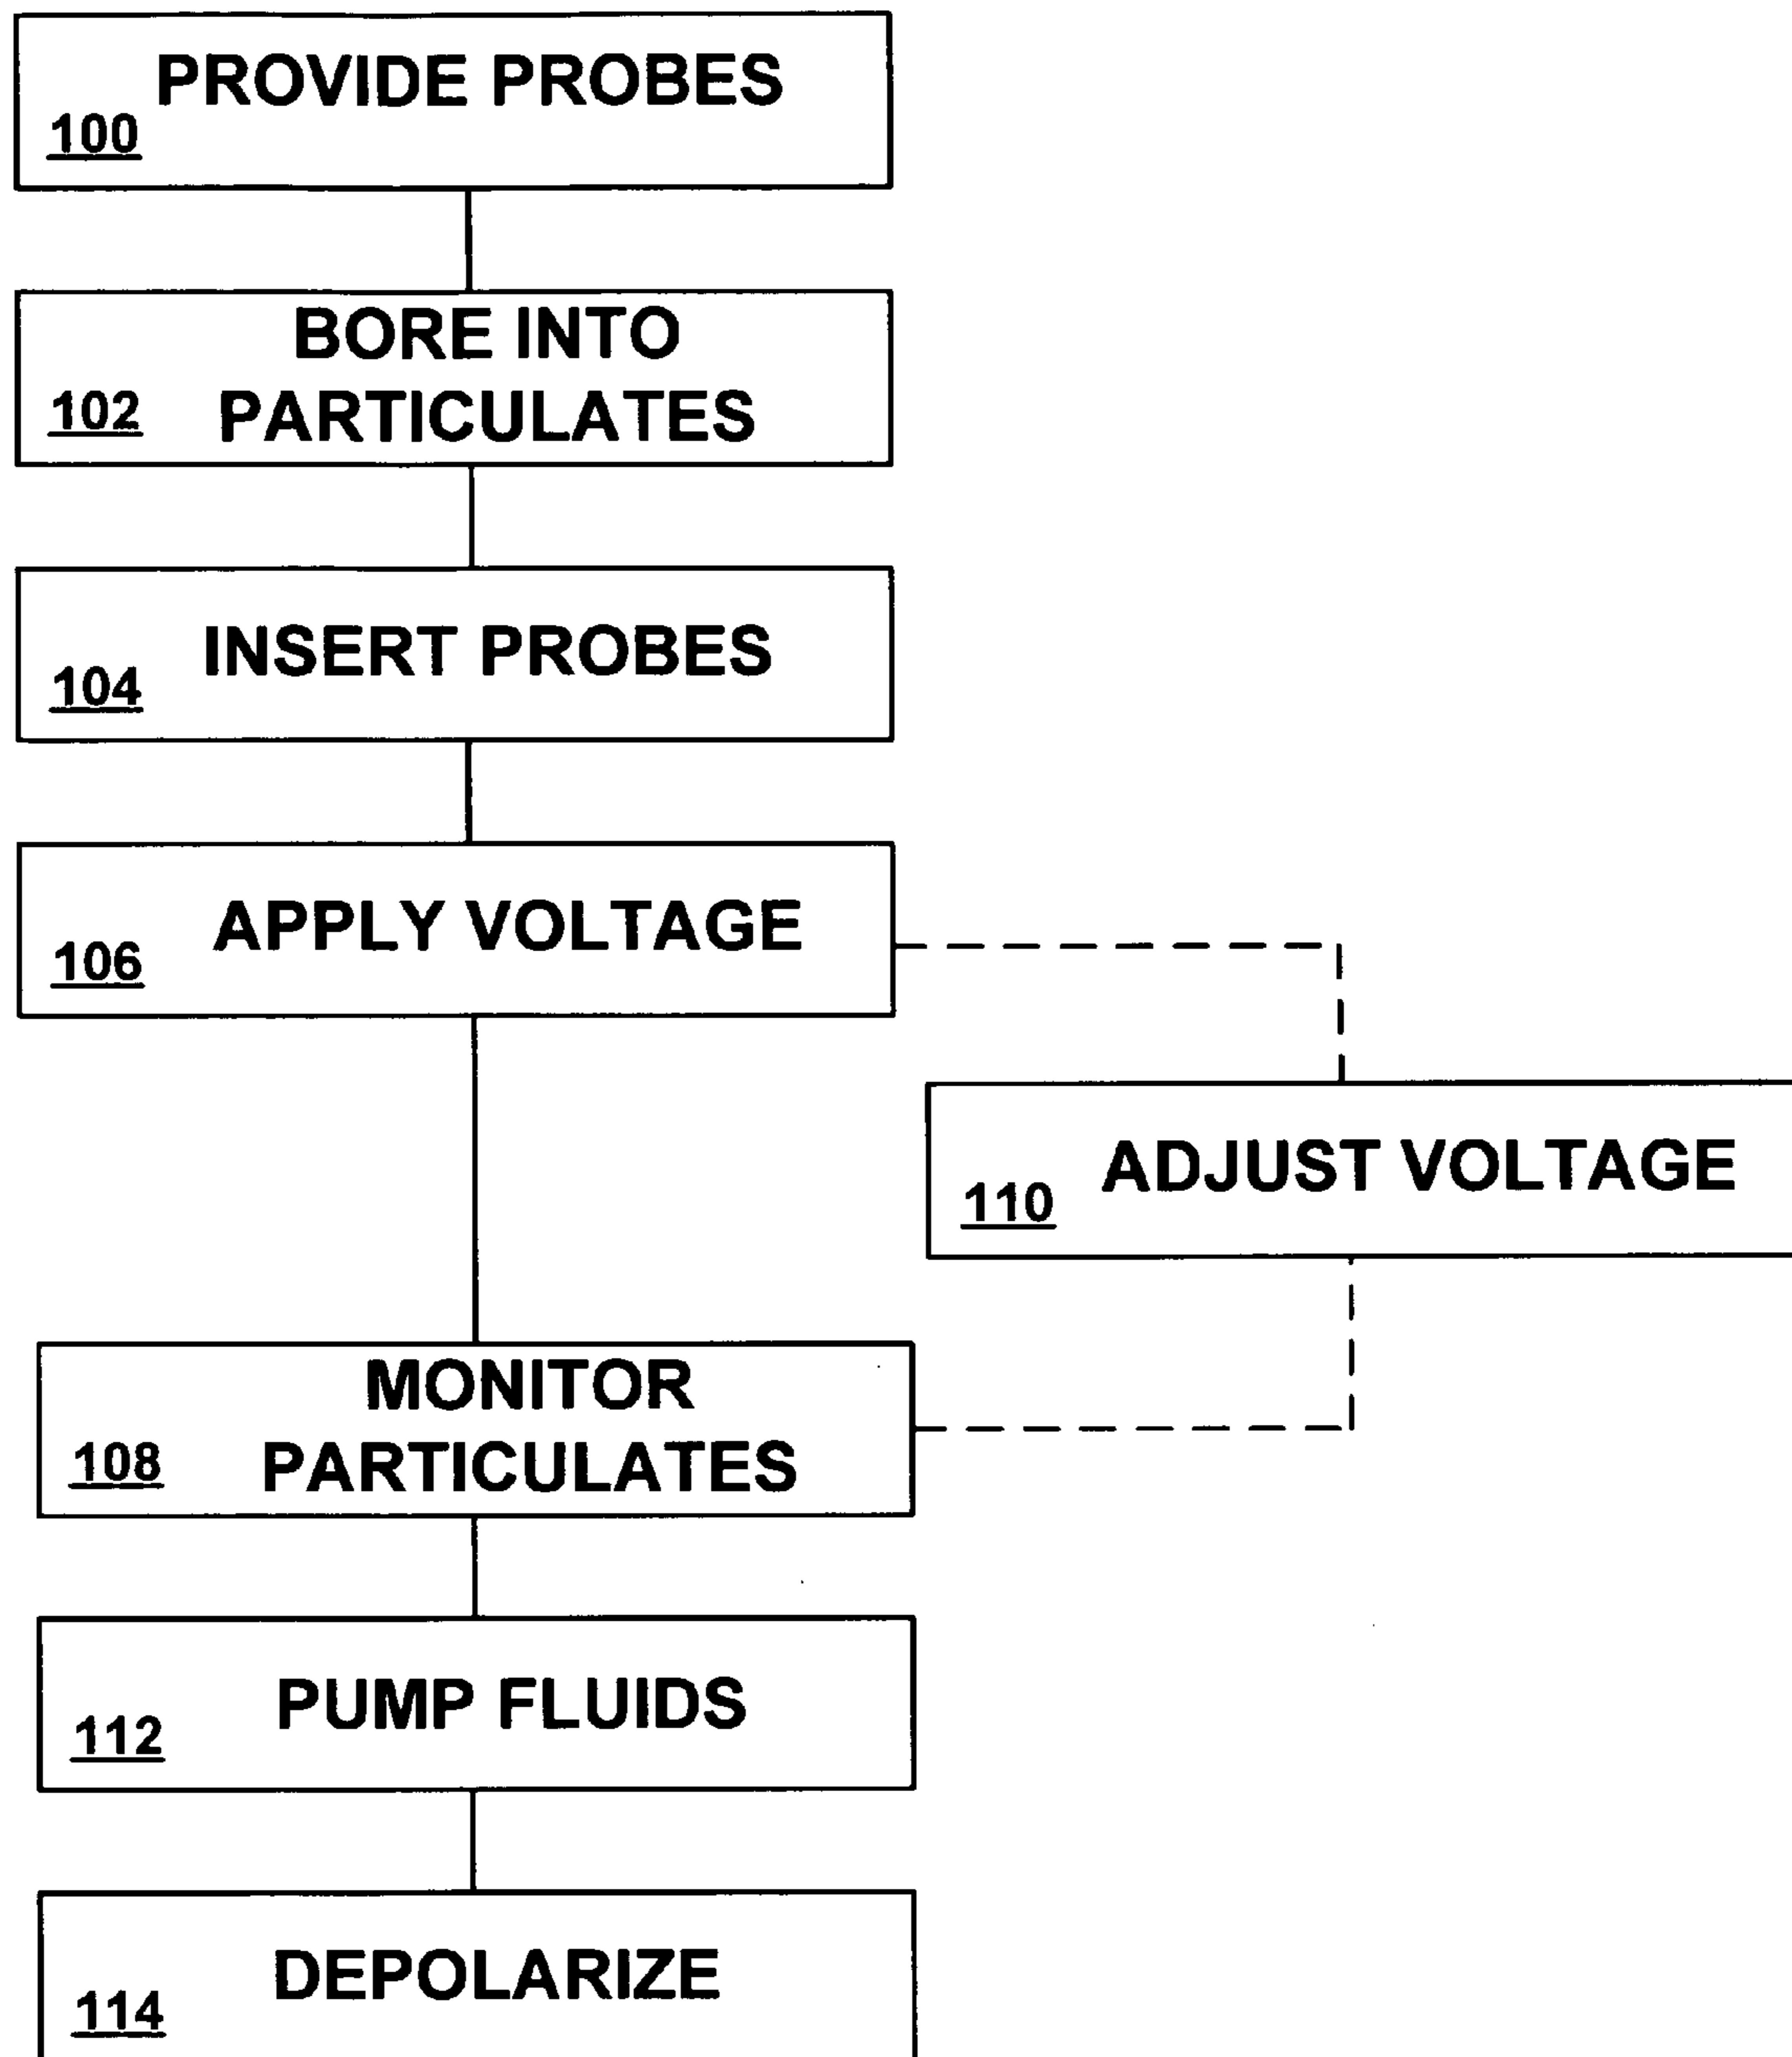 PROVIDE PROBES
100
BORE INTO
PARTICULATES
102
INSERT PROBES
104
APPLY VOLTAGE
106
ADJUST VOLTAGE
110
MONITOR
PARTICULATES
108
PUMP FLUIDS
112
DEPOLARIZE
114